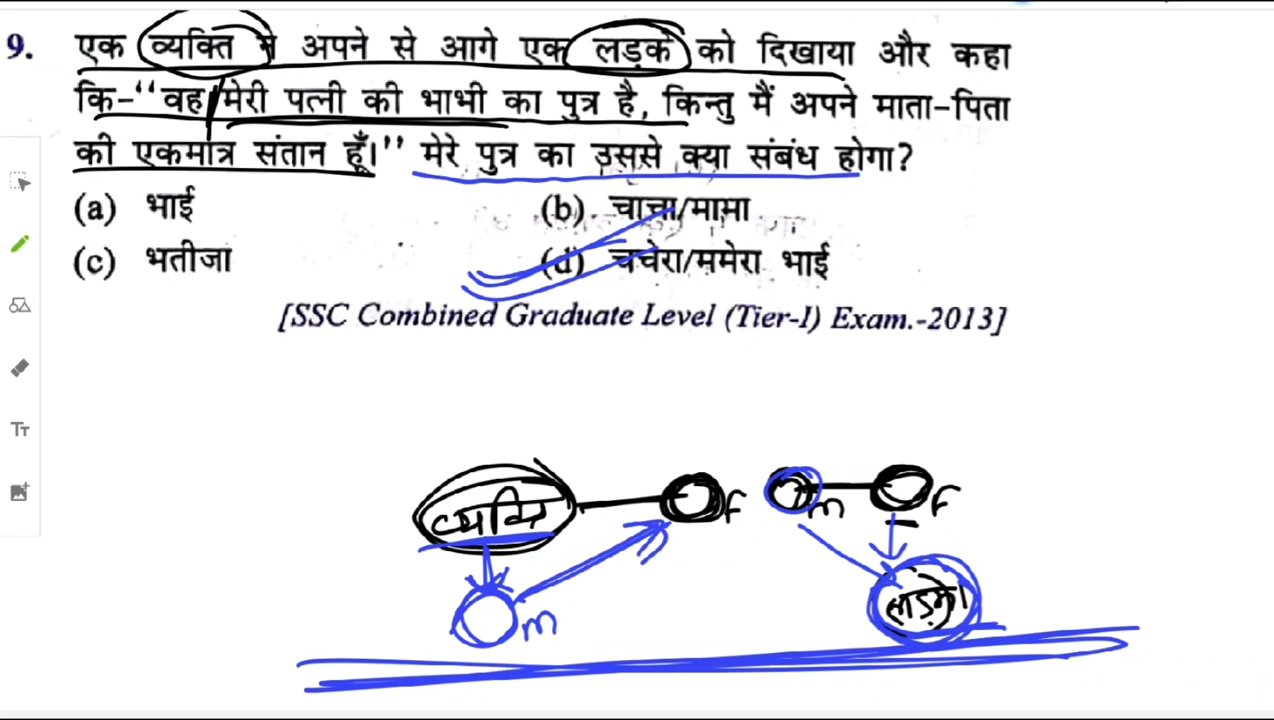 9. एक व्यक्ति ने अपने से आगे एक लड़के को दिखाया और कहा
कि-‘‘वह मेरी पत्नी की भाभी का पुत्र है, किन्तु मैं अपने माता-पिता
की एकमात्र संतान हूँ।’’ मेरे पुत्र का उससे क्या संबंध होगा?
(a) भाई (b) चाचा/मामा
(c) भतीजा (d) चचेरा/ममेरा भाई
[SSC Combined Graduate Level (Tier-I) Exam.-2013]
व्यक्ति F m F
m लड़का
TT